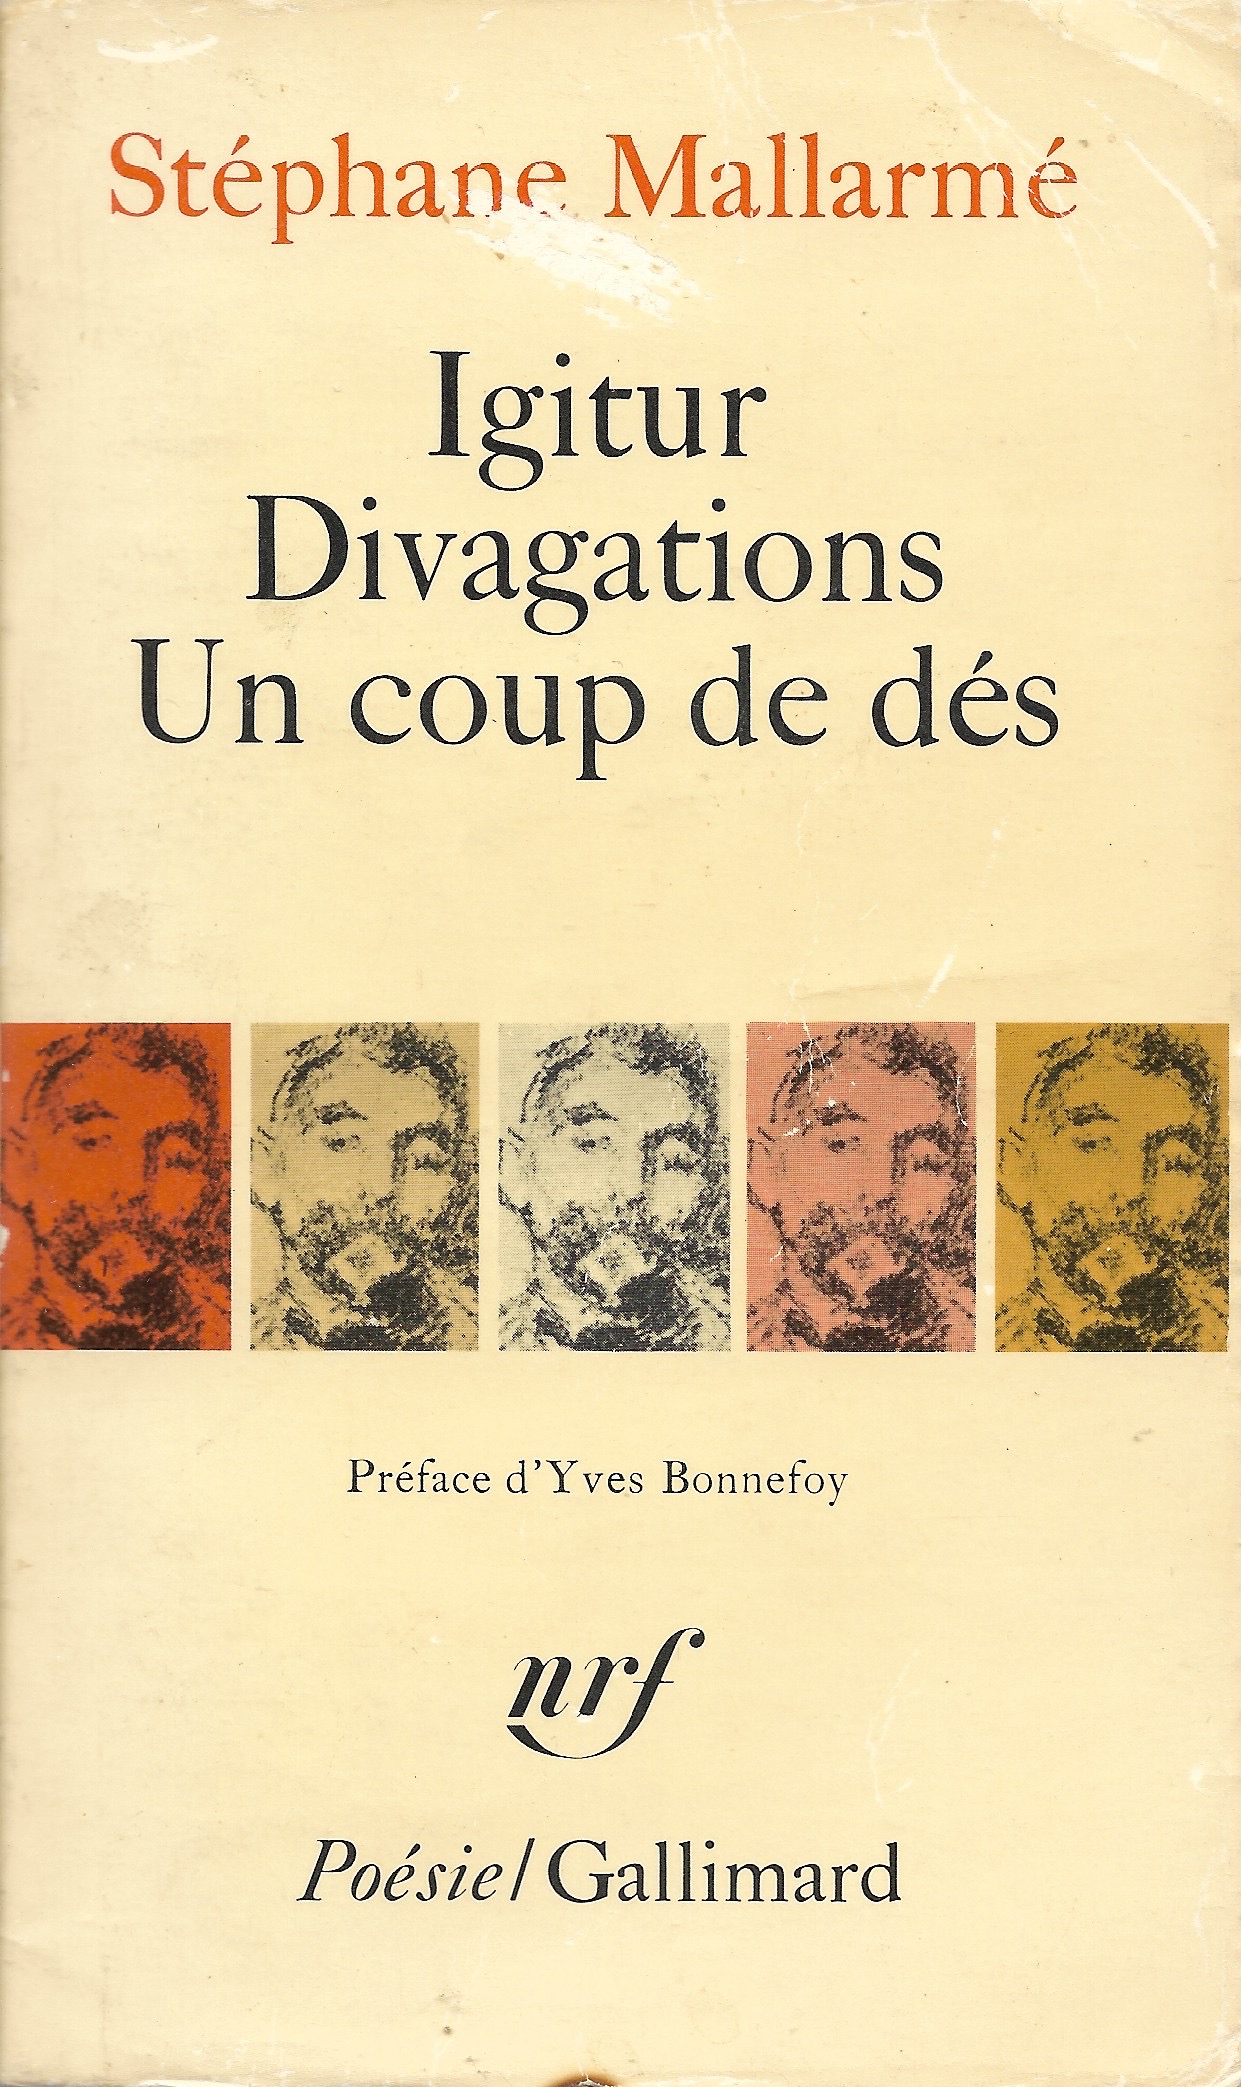 Stéphane Mallarmé
Igitur
Divagations
Un coup de dés
Préface d'Yves Bonnefoy
nrf
Poésie/Gallimard